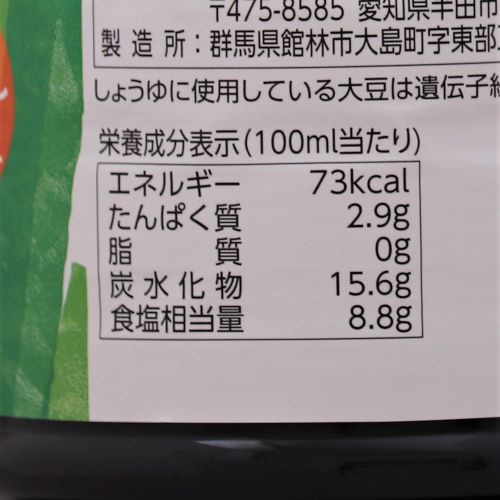 〒475-8585 愛知県半田市
製造所：群馬県館林市大島町字東部
しょうゆに使用している大豆は遺伝子
栄養成分表示(100ml当たり)
エネルギー 73kcal
たんぱく質 2.9g
脂質 0g
炭水化物 15.6g
食塩相当量 8.8g